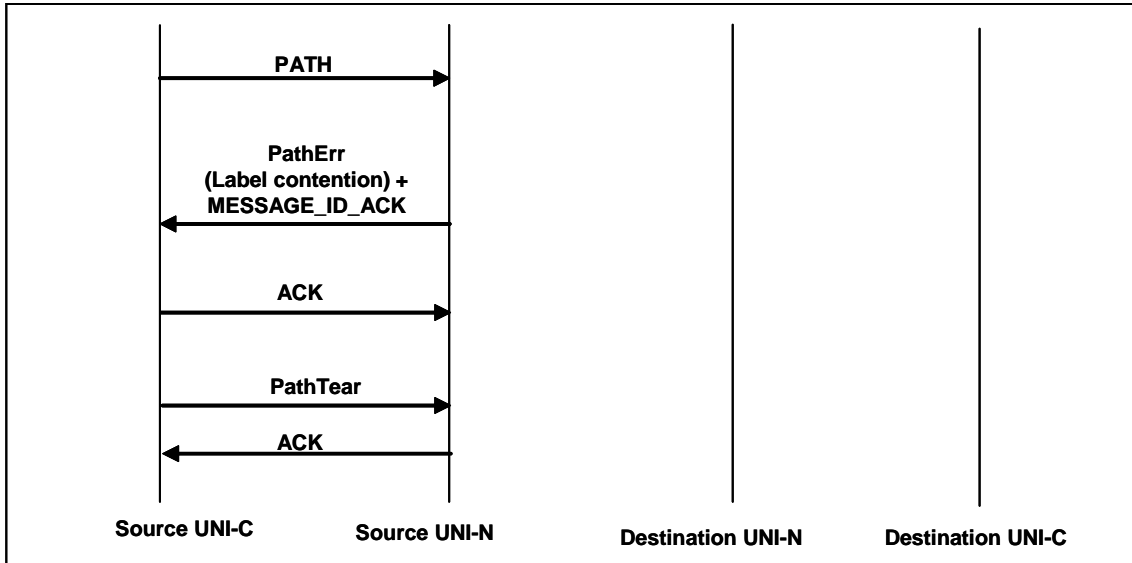 PATH
PathErr
(Label contention) +
MESSAGE_ID_ACK
ACK
PathTear
ACK
Source UNI-C
Source UNI-N
Destination UNI-N
Destination UNI-C